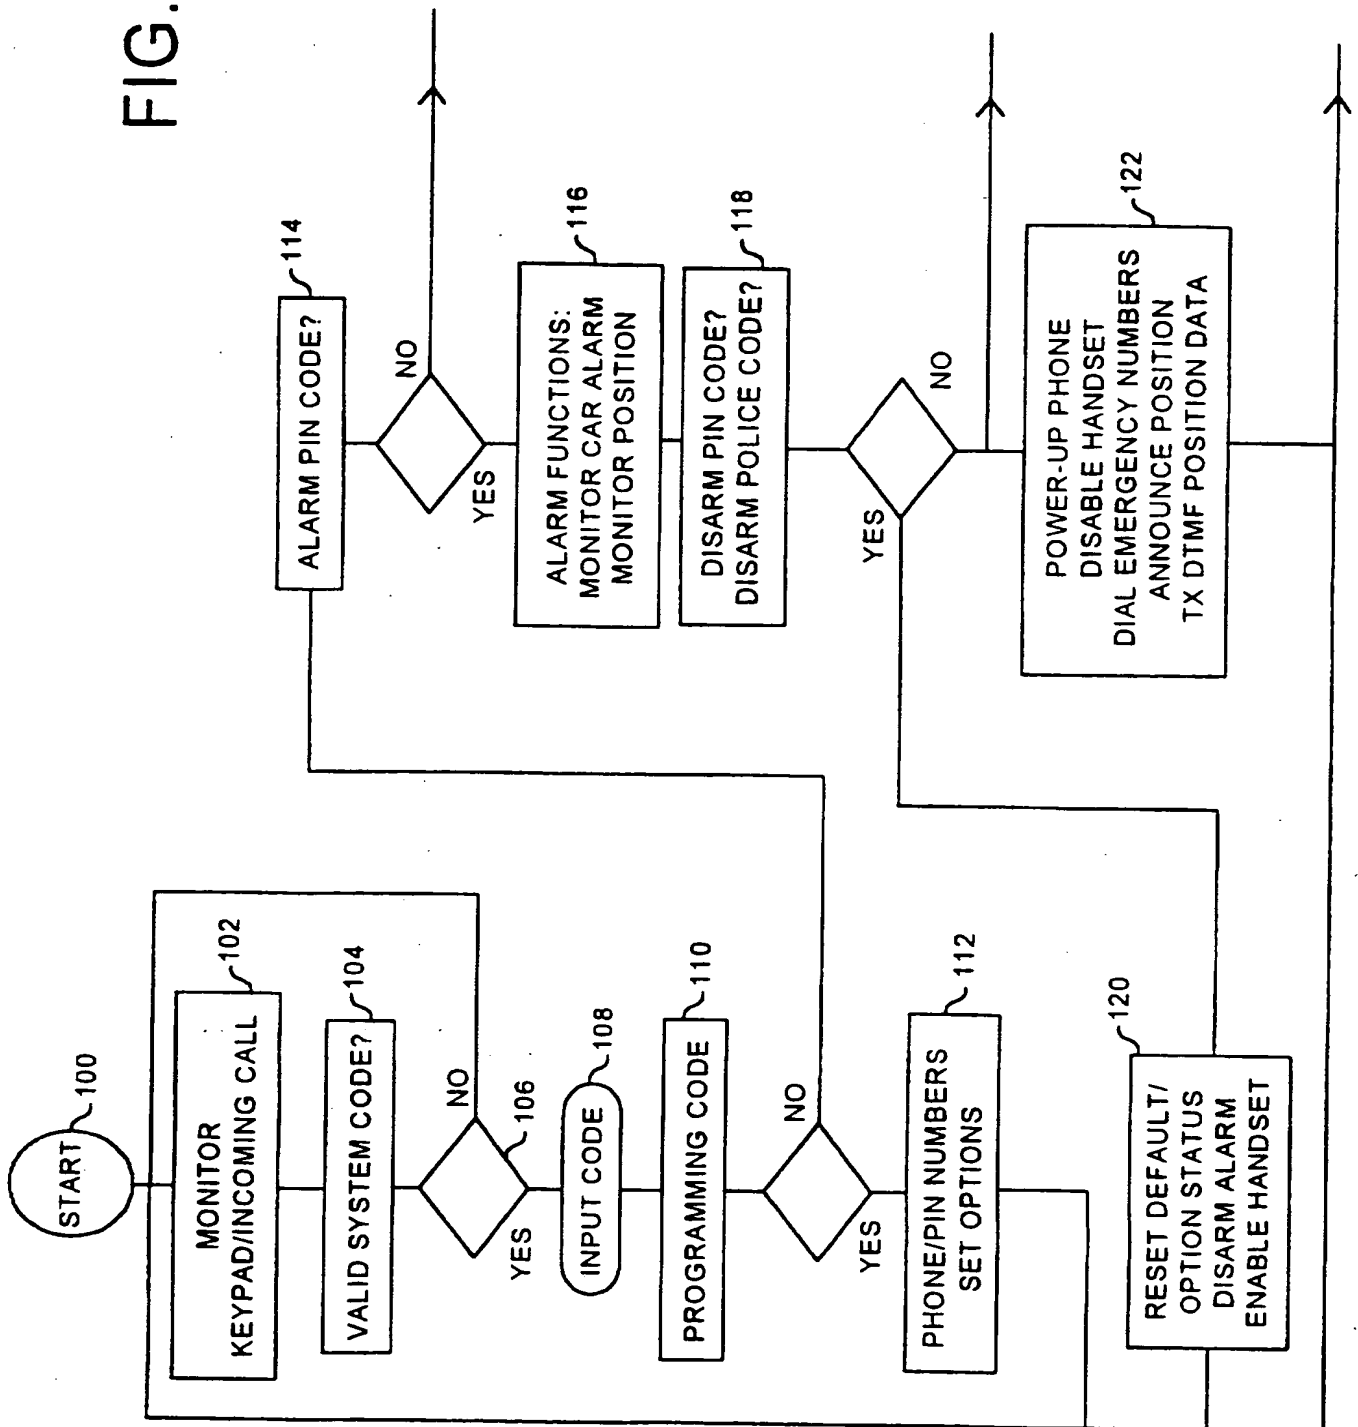 FIG.
START
100
MONITOR
KEYPAD/INCOMING CALL
102
VALID SYSTEM CODE?
104
NO
106
YES
INPUT CODE
108
PROGRAMMING CODE
110
NO
YES
PHONE/PIN NUMBERS
SET OPTIONS
112
ALARM PIN CODE?
114
NO
YES
ALARM FUNCTIONS:
MONITOR CAR ALARM
MONITOR POSITION
116
DISARM PIN CODE?
DISARM POLICE CODE?
118
YES
NO
RESET DEFAULT/
OPTION STATUS
DISARM ALARM
ENABLE HANDSET
120
POWER-UP PHONE
DISABLE HANDSET
DIAL EMERGENCY NUMBERS
ANNOUNCE POSITION
TX DTMF POSITION DATA
122